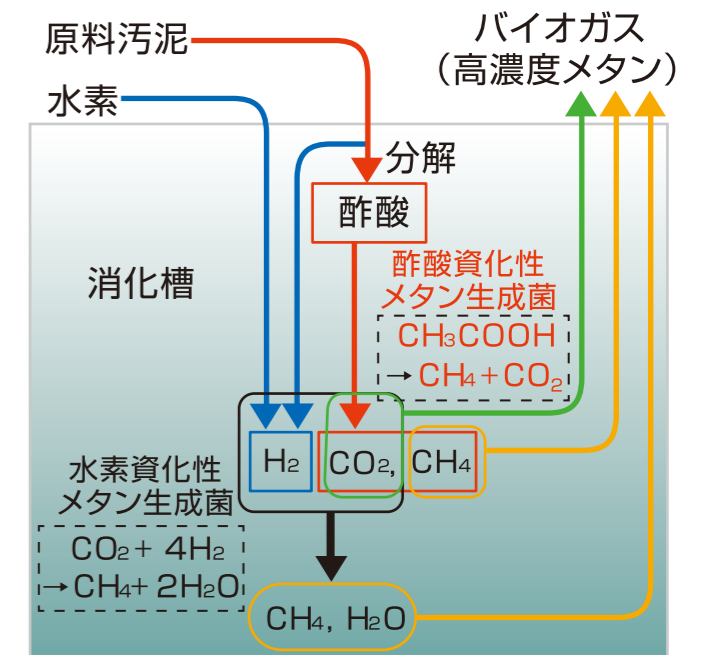 原料汚泥
水素
バイオガス
（高濃度メタン）
分解
酢酸
消化槽
酢酸資化性
メタン生成菌
CH₃COOH
→CH₄+CO₂
H₂
CO₂,
CH₄
水素資化性
メタン生成菌
CO₂+ 4H₂
→CH₄+ 2H₂O
CH₄, H₂O